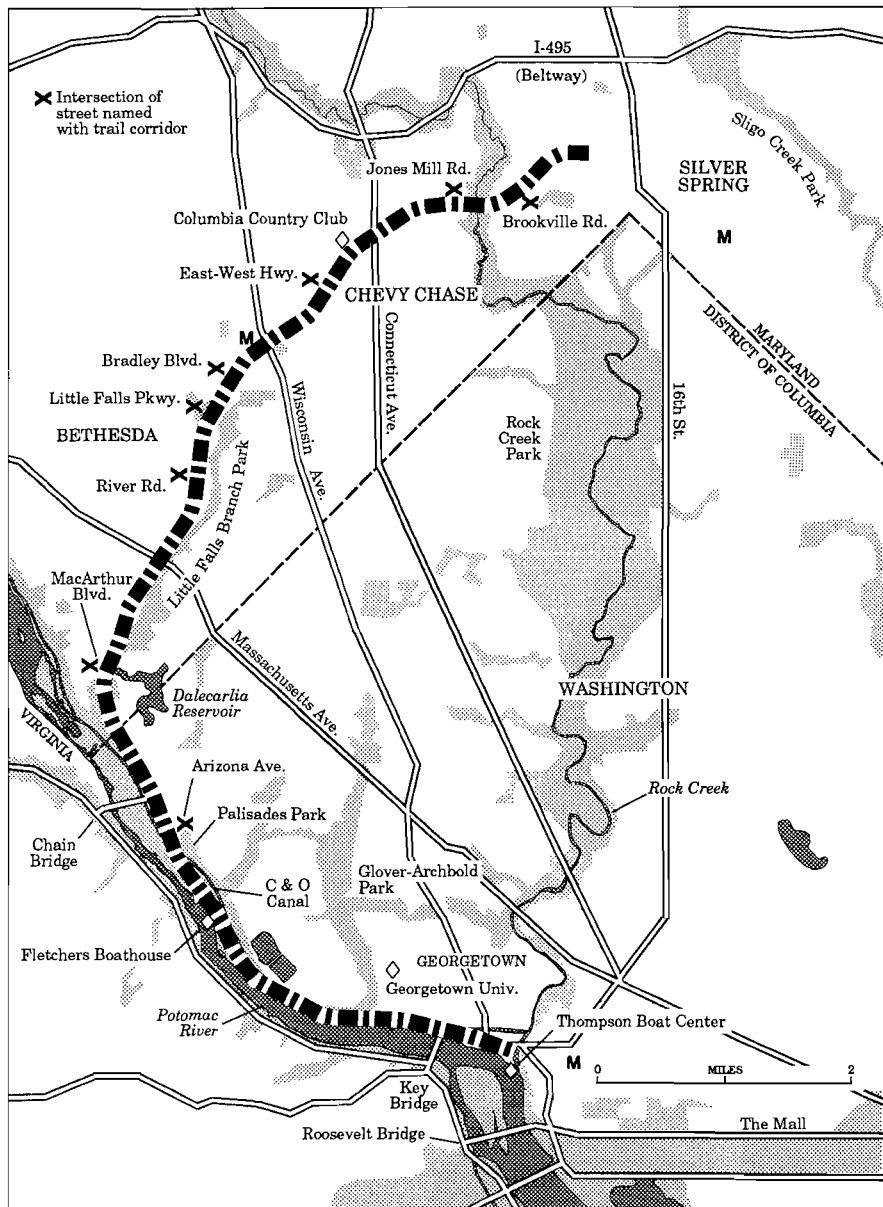 I-495
(Beltway)
X Intersection of
street named
with trail corridor
Sligo Creek Park
Jones Mill Rd.
SILVER
SPRING
M
Columbia Country Club
Brookville Rd.
East-West Hwy.
CHEVY CHASE
M
Connecticut Ave.
MARYLAND
DISTRICT OF COLUMBIA
Bradley Blvd.
Wisconsin
Ave.
16th St.
Little Falls Pkwy.
BETHESDA
Rock
Creek
Park
River Rd.
Little Falls Branch Park
MacArthur
Blvd.
Massachusetts Ave.
WASHINGTON
Dalecarlia
Reservoir
VIRGINIA
Arizona Ave.
Rock Creek
Palisades Park
Chain
Bridge
C & O
Canal
Glover-Archbold
Park
Fletchers Boathouse
GEORGETOWN
Georgetown Univ.
Potomac
River
Thompson Boat Center
M
0 MILES 2
Key
Bridge
Roosevelt Bridge
The Mall